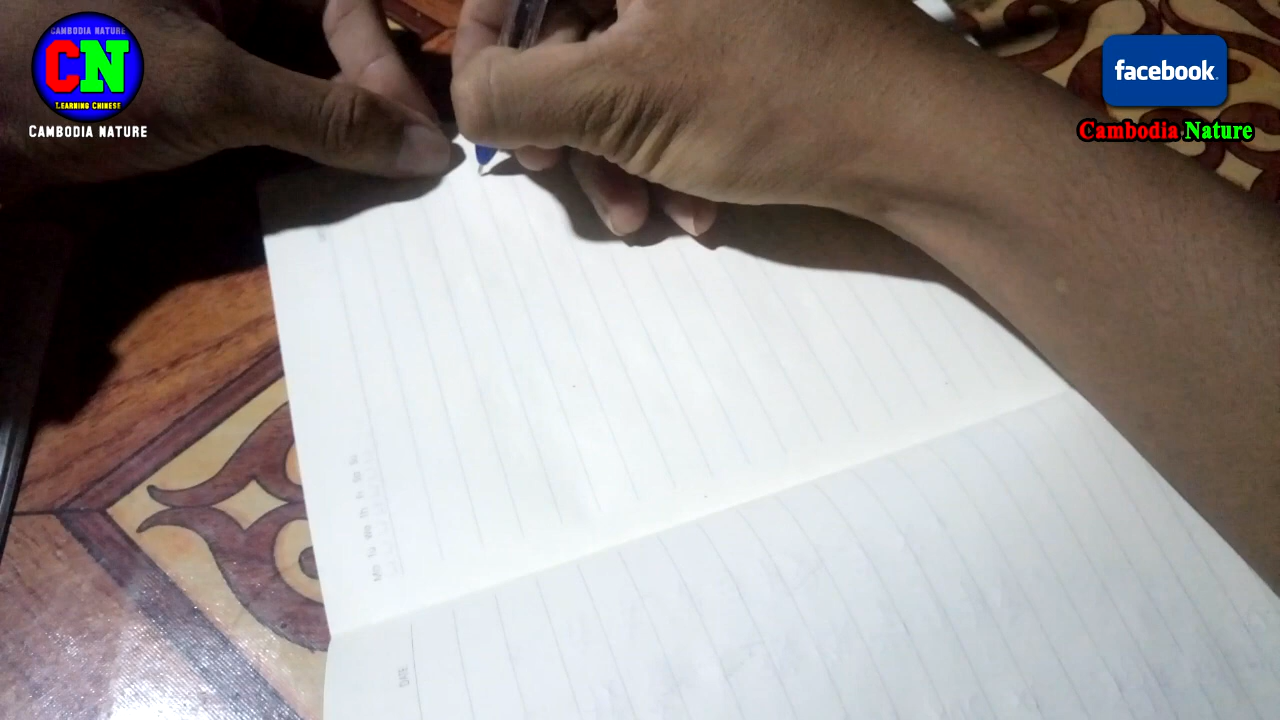 CAMBODIA NATURE
CN
LEARNING CHINESE
CAMBODIA NATURE
facebook
Cambodia Nature
Mo Tu We Th Fr Sa Su
DATE